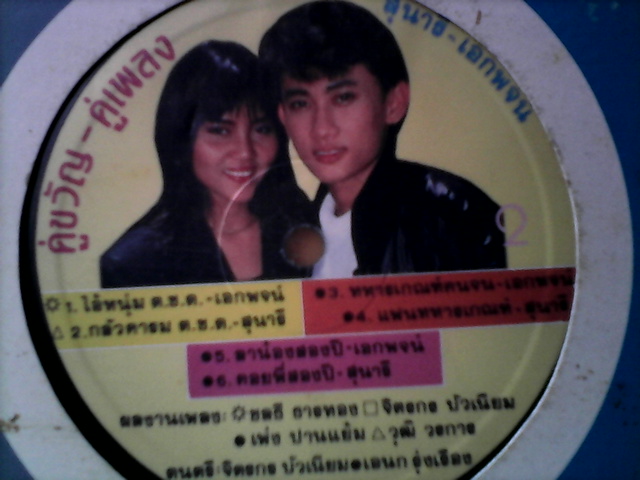 คู่ขวัญ-คู่เพลง
สุนารี-เอกพจน์
2
☼ 1. ไอ้หนุ่ม ต.ช.ด.-เอกพจน์
△ 2. กลัวคารม ต.ช.ด.-สุนารี
●3. ทหารเกณฑ์คนจน-เอกพจน์
●4. แฟนทหารเกณฑ์-สุนารี
●5. ลาน้องสองปี-เอกพจน์
●6. คอยพี่สองปี-สุนารี
ผลงานเพลง: ☼ชลธี ธารทอง □จิตรกร บัวเนียม
●เพ่ง ปานแย้ม △วุฒิ วรการ
ดนตรี:จิตรกร บัวเนียม●เอนก รุ่งเรือง